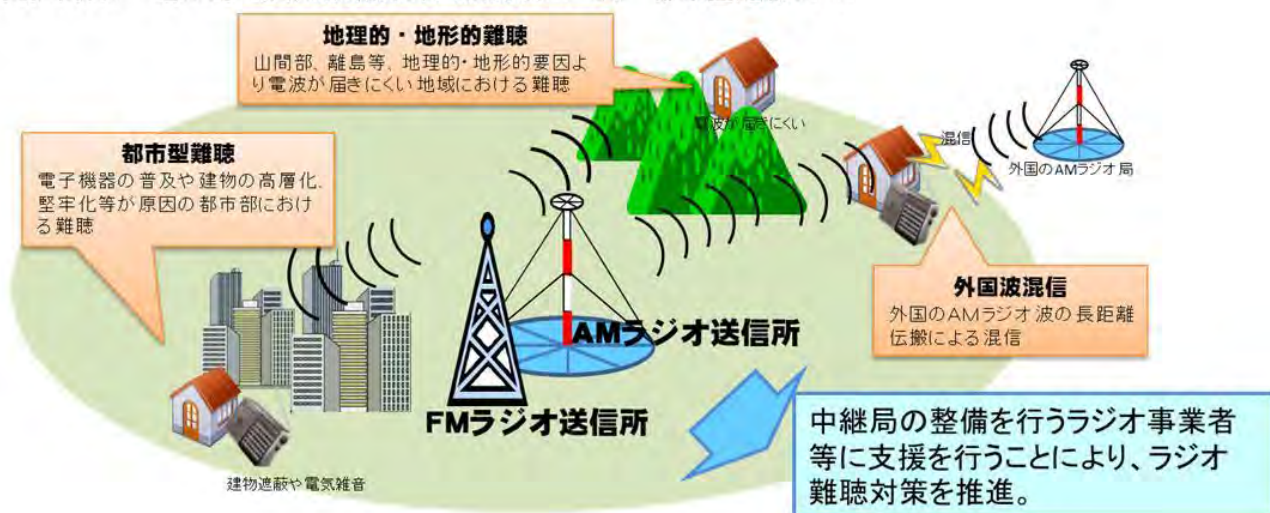 地理的・地形的難聴
山間部、離島等、地理的・地形的要因よ
り電波が届きにくい地域における難聴
届きにくい
混信
外国のAMラジオ局
都市型難聴
電子機器の普及や建物の高層化、
堅牢化等が原因の都市部におけ
る難聴
外国波混信
外国のAMラジオ波の長距離
伝搬による混信
AMラジオ送信所
FMラジオ送信所
建物遮蔽や電気雑音
中継局の整備を行うラジオ事業者
等に支援を行うことにより、ラジオ
難聴対策を推進。